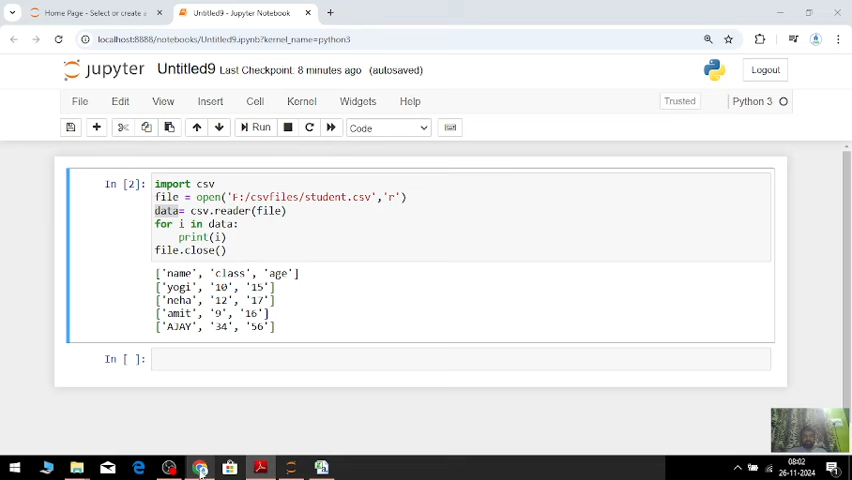 Home Page - Select or create a
Untitled9 - Jupyter Notebook
localhost:8888/notebooks/Untitled9.ipynb?kernel_name=python3
jupyter Untitled9 Last Checkpoint: 8 minutes ago (autosaved)
Logout
File Edit View Insert Cell Kernel Widgets Help
Trusted
Python 3
Run
Code
In [2]:
import csv
file = open('F:/csvfiles/student.csv','r')
data= csv.reader(file)
for i in data:
print(i)
file.close()
['name', 'class', 'age']
['yogi', '10', '15']
['neha', '12', '17']
['amit', '9', '16']
['AJAY', '34', '56']
In [ ]:
08:02
26-11-2024